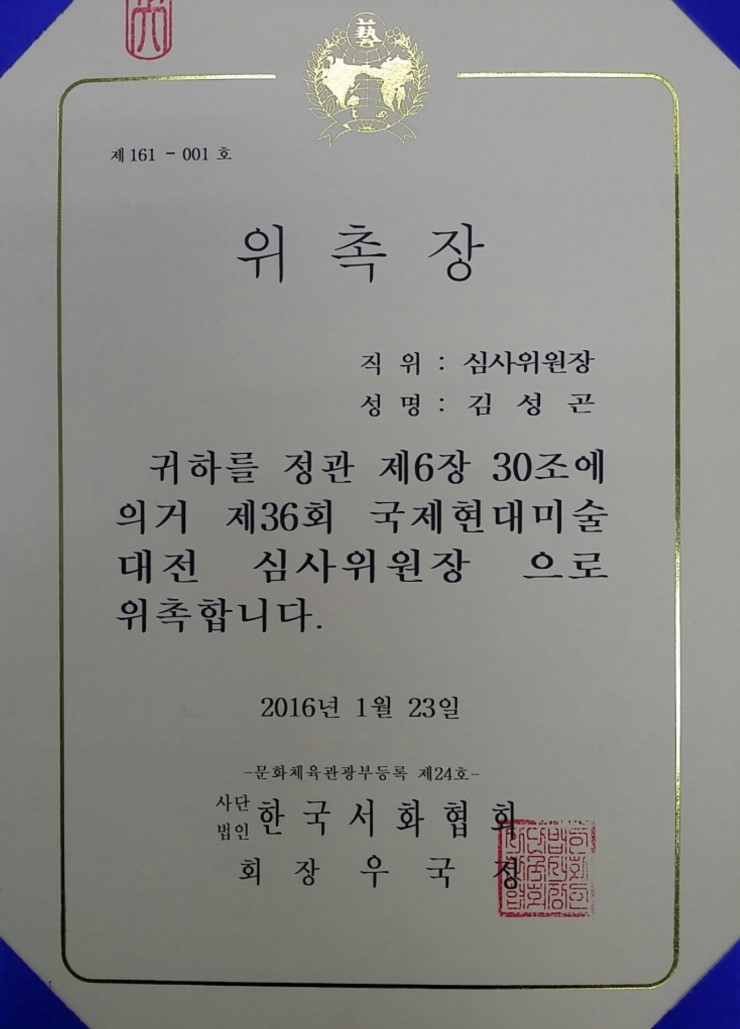 藝
제 161 - 001 호
위 촉 장
직 위 : 심사위원장
성 명 : 김 성 곤
귀하를 정관 제6장 30조에
의거 제36회 국제현대미술
대전 심사위원장 으로
위촉합니다.
2016년 1월 23일
-문화체육관광부등록 제24호-
사단법인 한 국 서 화 협 회
회 장 우 국 정